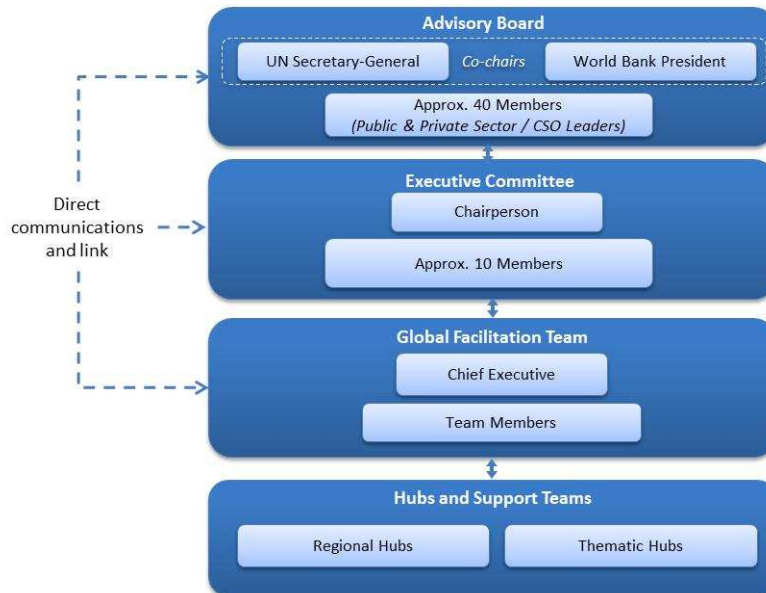 Advisory Board
UN Secretary-General
Co-chairs
World Bank President
Approx. 40 Members
(Public & Private Sector / CSO Leaders)
Executive Committee
Chairperson
Approx. 10 Members
Direct
communications
and link
Global Facilitation Team
Chief Executive
Team Members
Hubs and Support Teams
Regional Hubs
Thematic Hubs